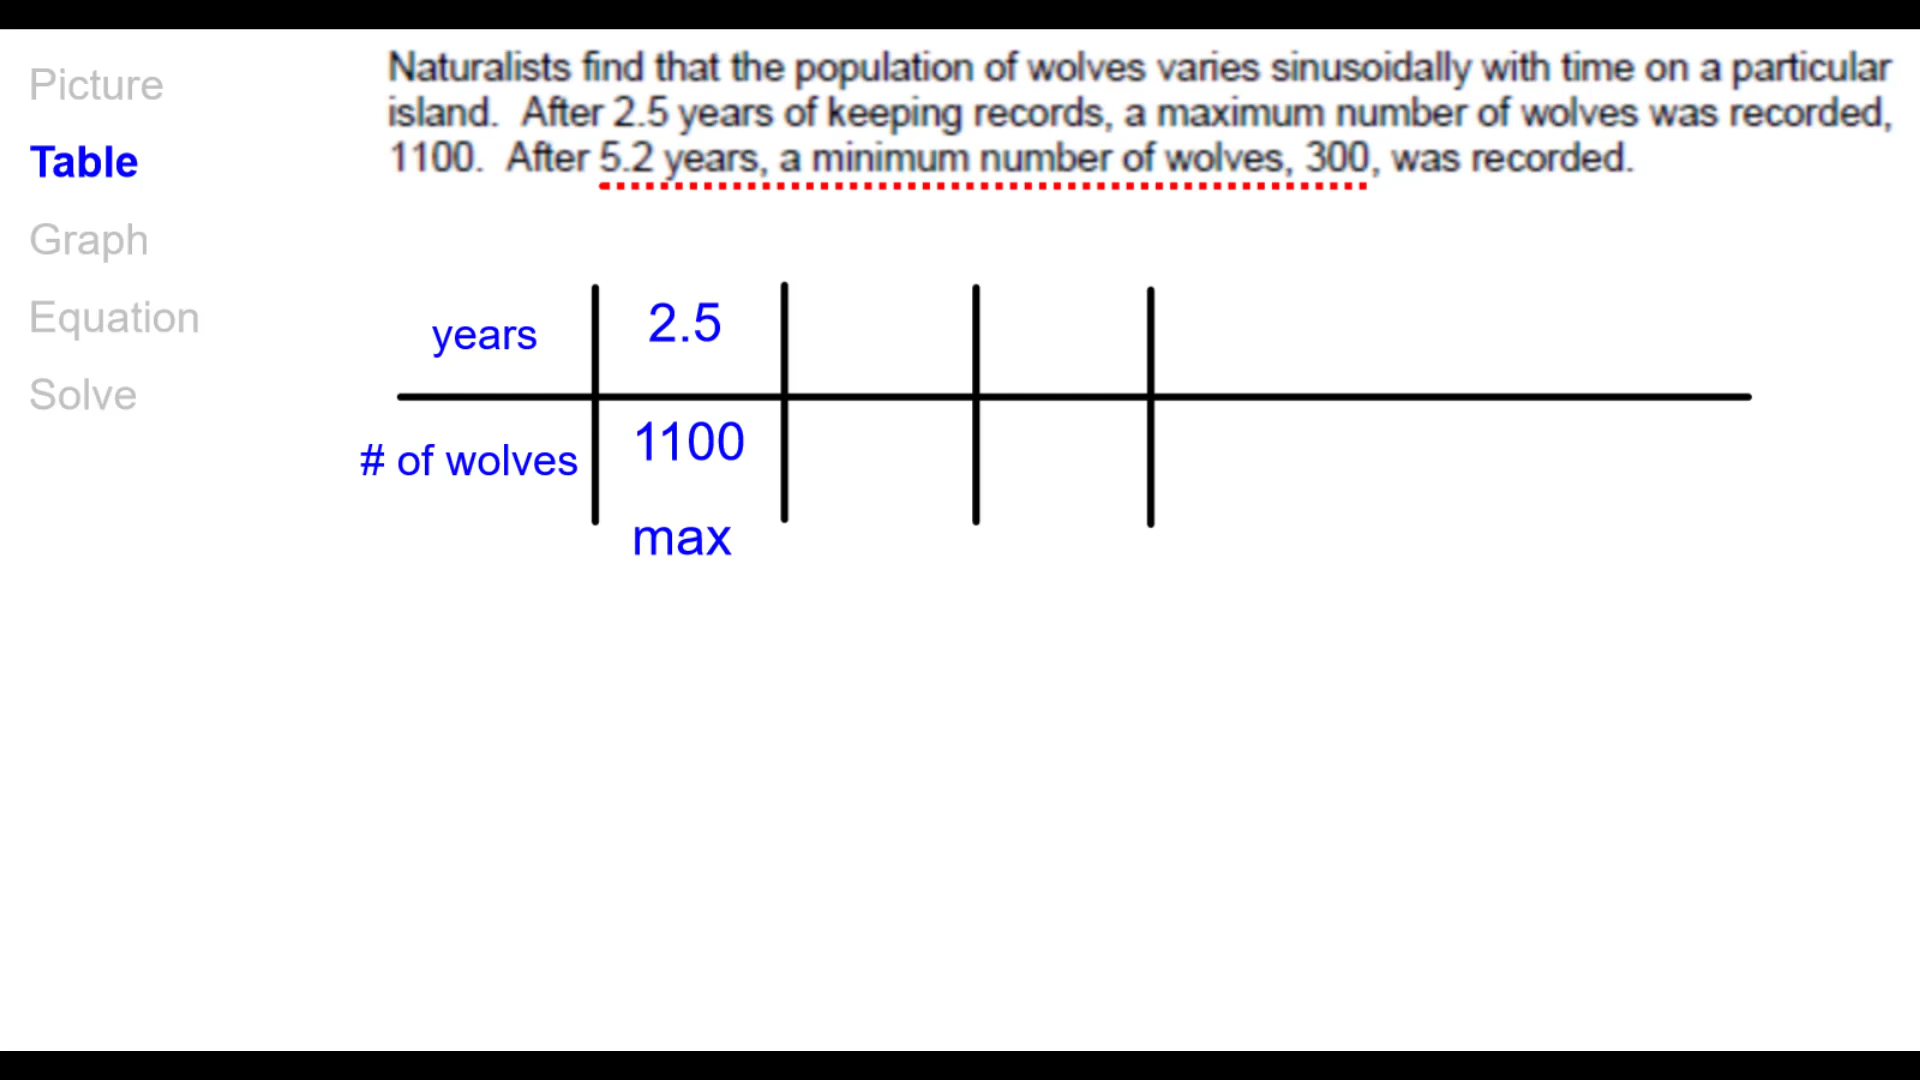 Picture
Table
Graph
Equation
Solve
Naturalists find that the population of wolves varies sinusoidally with time on a particular
island. After 2.5 years of keeping records, a maximum number of wolves was recorded,
1100. After 5.2 years, a minimum number of wolves, 300, was recorded.
years 2.5
# of wolves 1100
max